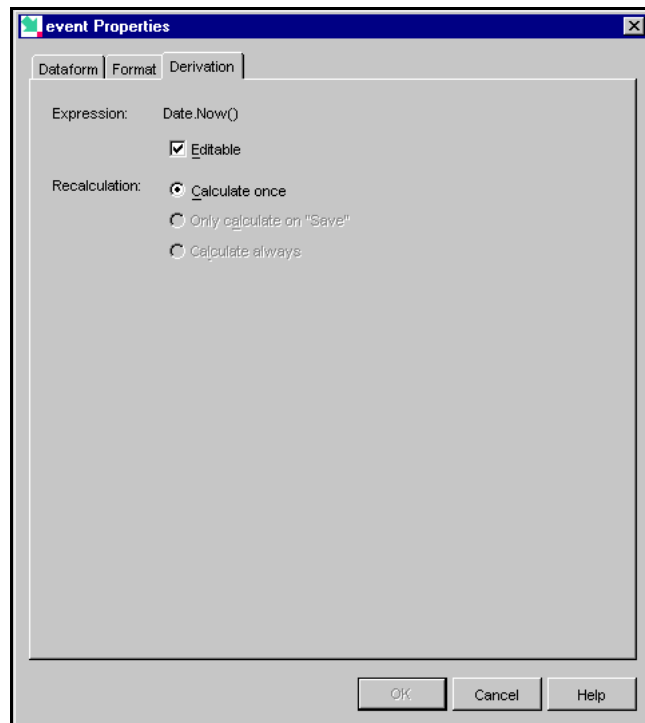 event Properties
Dataform Format Derivation
Expression: Date.Now()
Editable
Recalculation: Calculate once
Only calculate on "Save"
Calculate always
OK Cancel Help